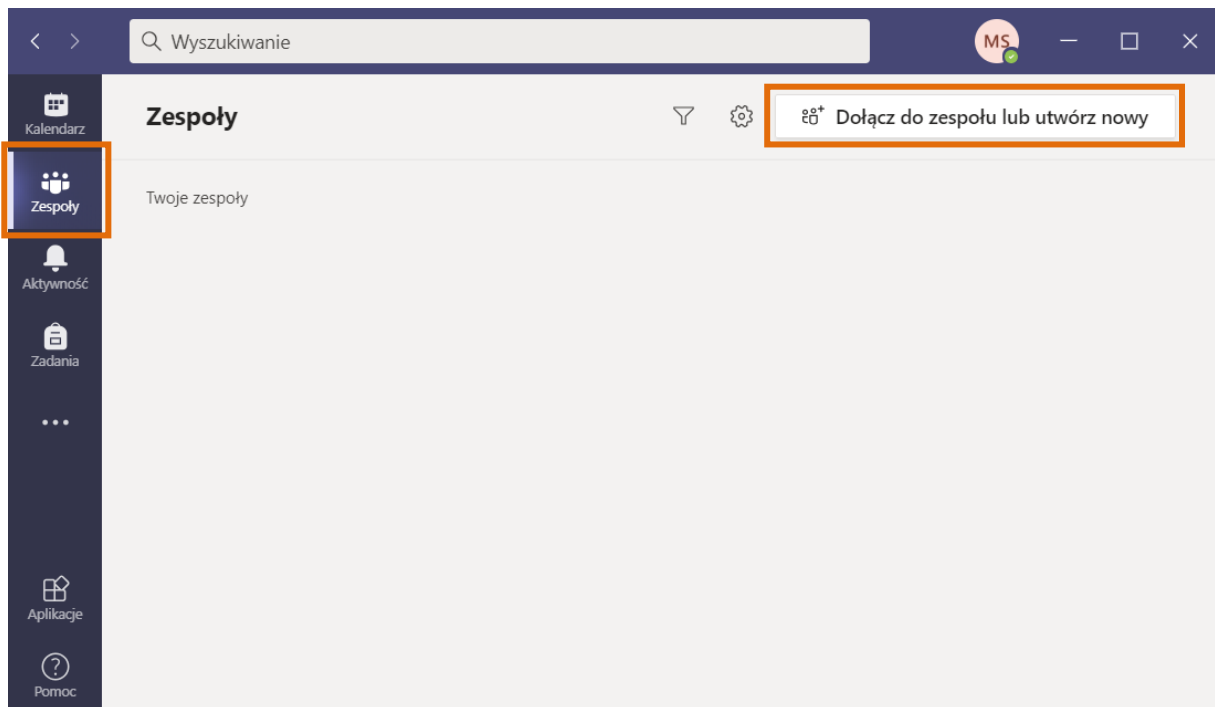 Wyszukiwanie
MS
Kalendarz
Zespoły
Aktywność
Zadania
Aplikacje
Pomoc
Zespoły
Dołącz do zespołu lub utwórz nowy
Twoje zespoły